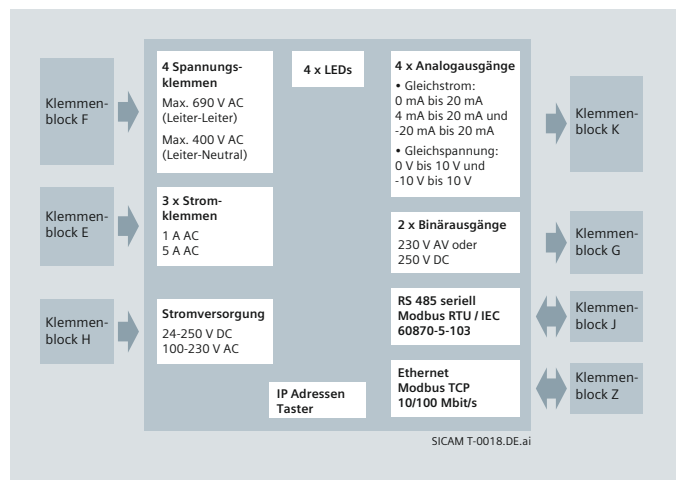 Klemmen-
block F
Klemmen-
block E
Klemmen-
block H
4 Spannungs-
klemmen
Max. 690 V AC
(Leiter-Leiter)
Max. 400 V AC
(Leiter-Neutral)
3 x Strom-
klemmen
1 A AC
5 A AC
Stromversorgung
24-250 V DC
100-230 V AC
4 x LEDs
IP Adressen
Taster
4 x Analogausgänge
• Gleichstrom:
0 mA bis 20 mA
4 mA bis 20 mA und
-20 mA bis 20 mA
• Gleichspannung:
0 V bis 10 V und
-10 V bis 10 V
2 x Binärausgänge
230 V AV oder
250 V DC
RS 485 seriell
Modbus RTU / IEC
60870-5-103
Ethernet
Modbus TCP
10/100 Mbit/s
Klemmen-
block K
Klemmen-
block G
Klemmen-
block J
Klemmen-
block Z
SICAM T-0018.DE.ai